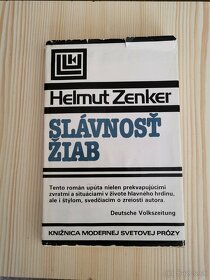 Helmut Zenker
SLÁVNOSŤ
ŽIAB
Tento román upúta nielen prekvapujúcimi
zvratmi a situáciami v živote hlavného hrdinu,
ale i štýlom, svedčiacim o zrelosti autora.
Deutsche Volkszeitung
KNIŽNICA MODERNEJ SVETOVEJ PRÓZY